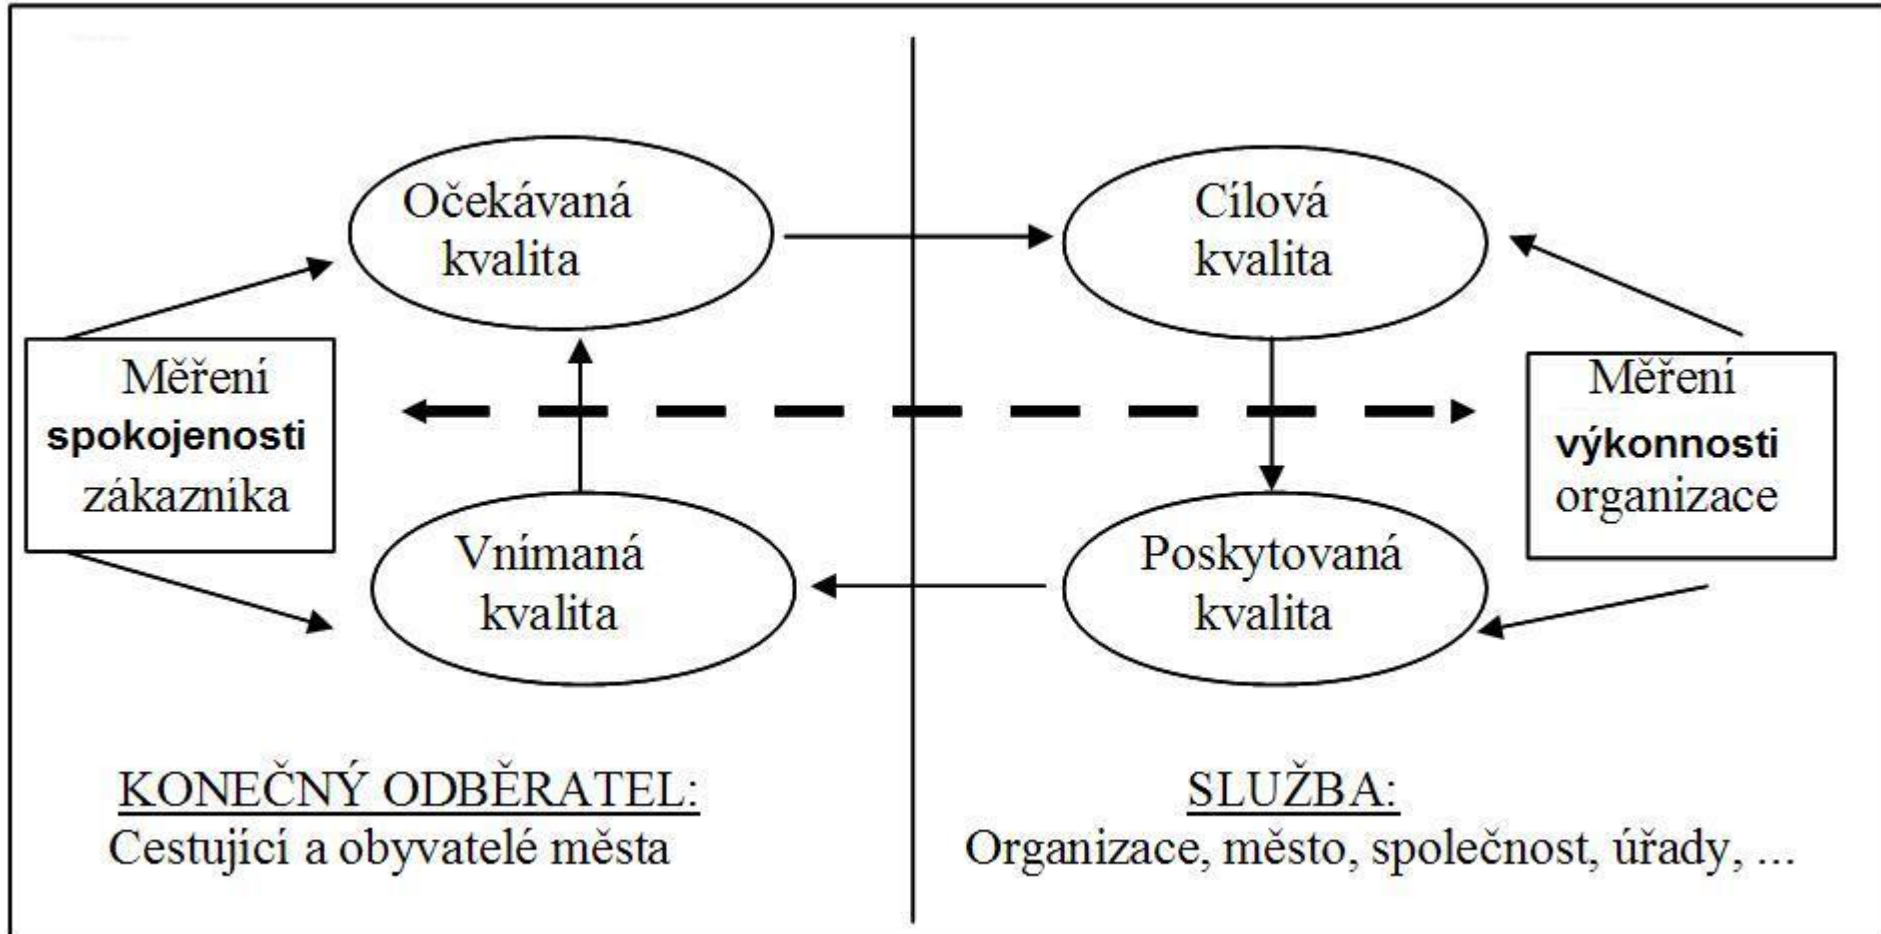 Očekávaná
kvalita
Cílová
kvalita
Měření
spokojenosti
zákazníka
Měření
výkonnosti
organizace
Vnímaná
kvalita
Poskytovaná
kvalita
KONEČNÝ ODBĚRATEL:
Cestující a obyvatelé města
SLUŽBA:
Organizace, město, společnost, úřady, ...